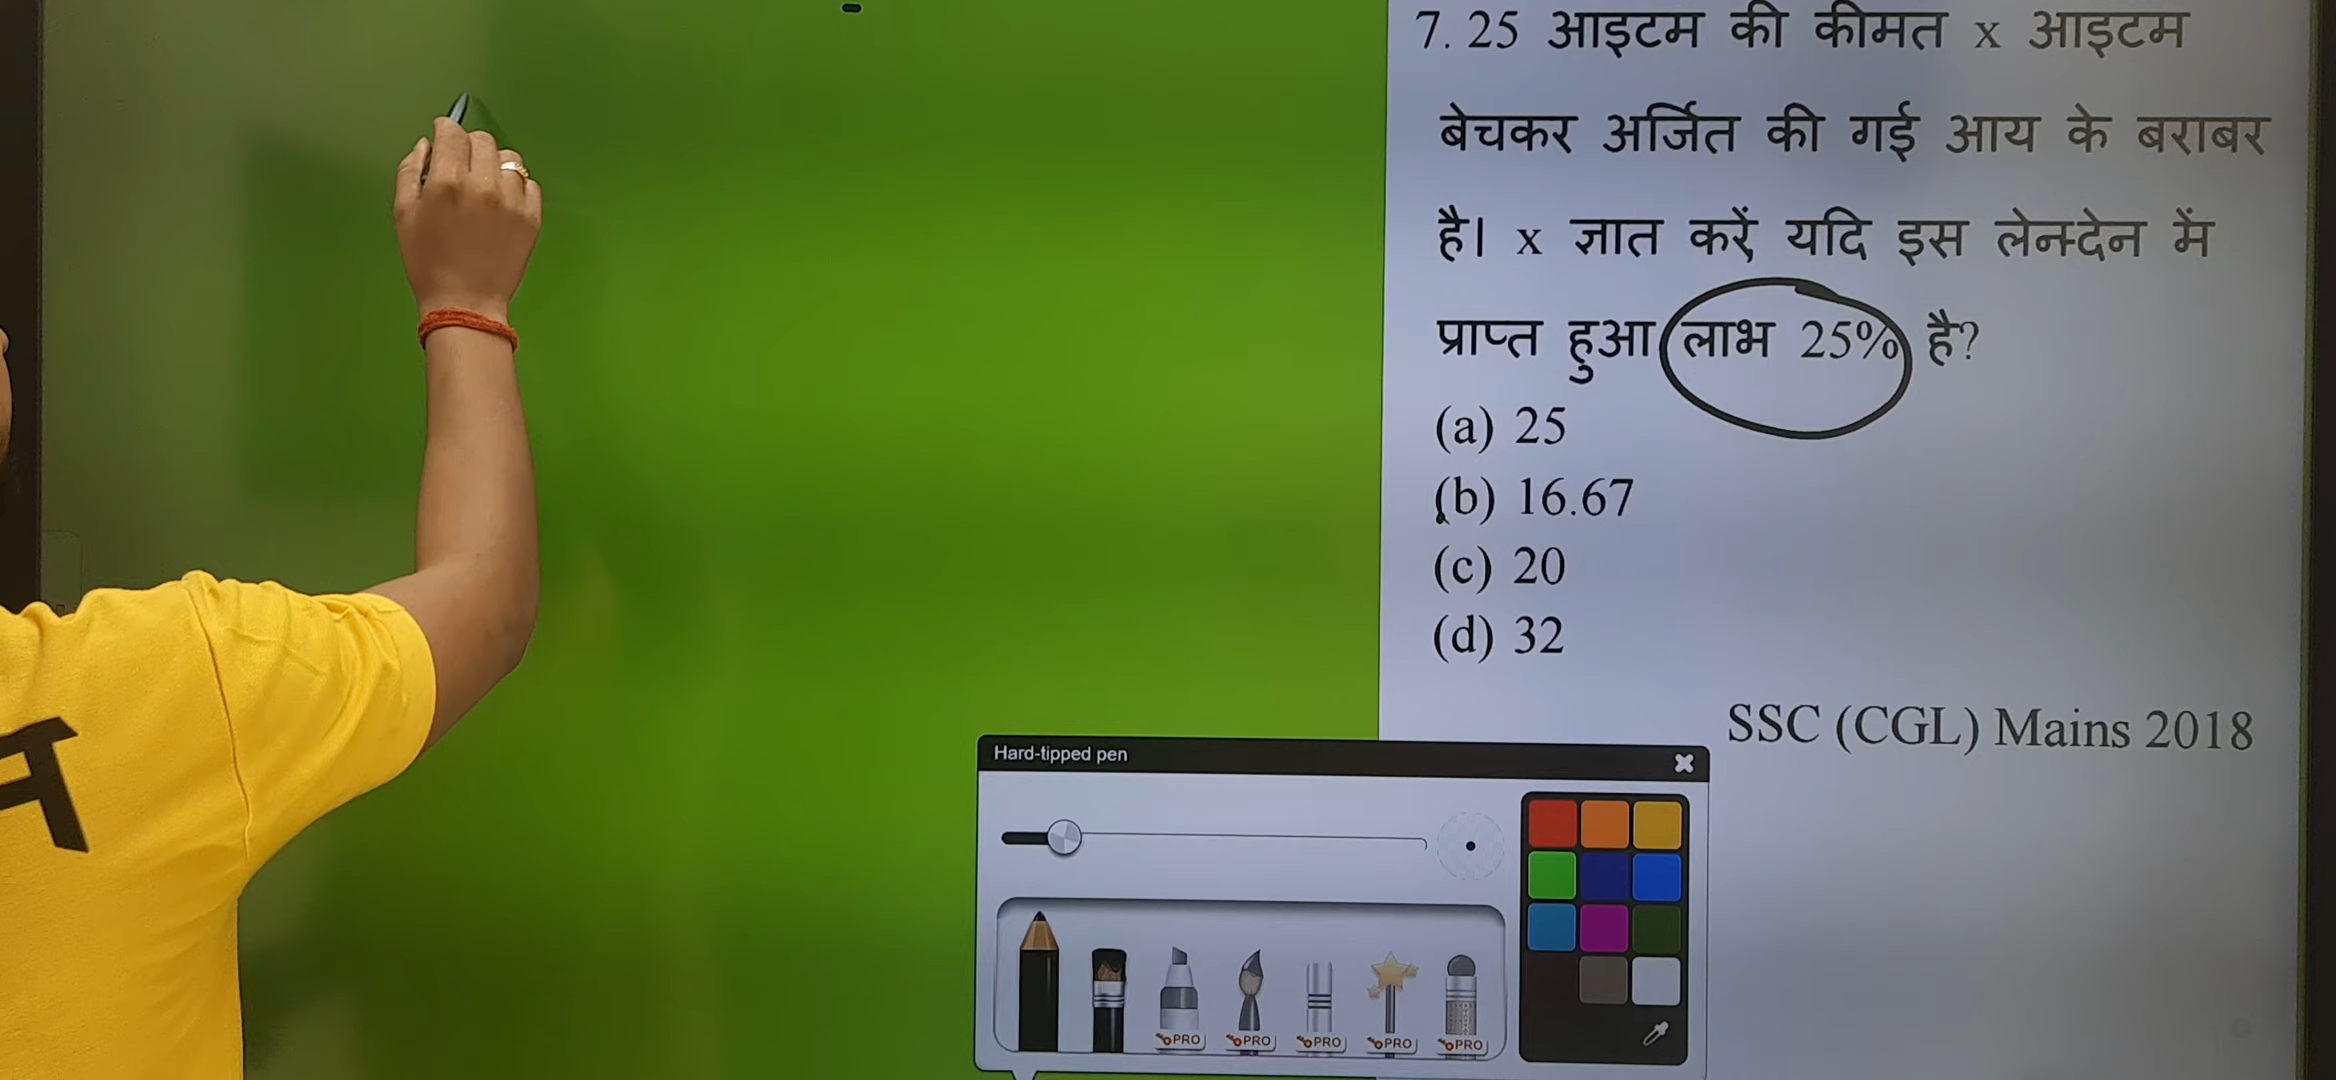 7. 25 आइटम की कीमत x आइटम
बेचकर अर्जित की गई आय के बराबर
है। x ज्ञात करें, यदि इस लेन-देन में
प्राप्त हुआ लाभ 25% है?
(a) 25
(b) 16.67
(c) 20
(d) 32
SSC (CGL) Mains 2018
Hard-tipped pen
PRO PRO PRO PRO PRO
न